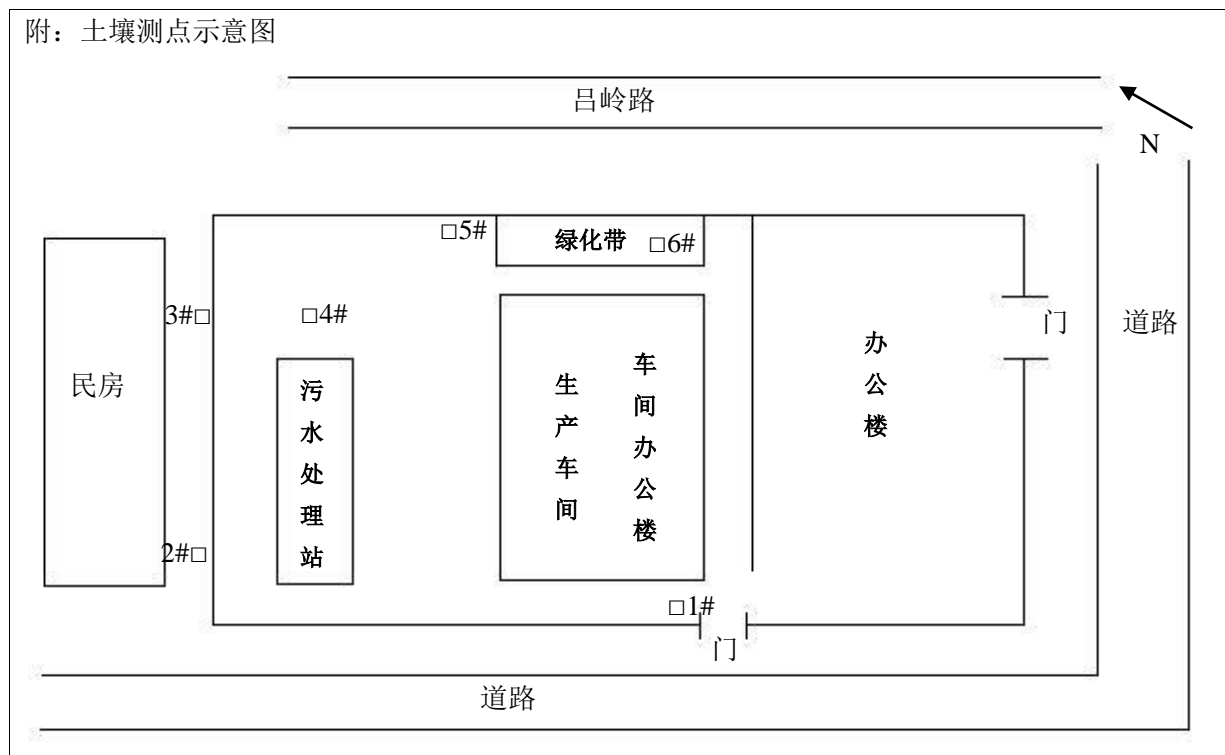 附：土壤测点示意图
吕岭路
N
□5#
绿化带
□6#
3#□
□4#
门
道路
民房
污水处理站
生产车间
车间办公楼
办公楼
2#□
□1#
门
道路